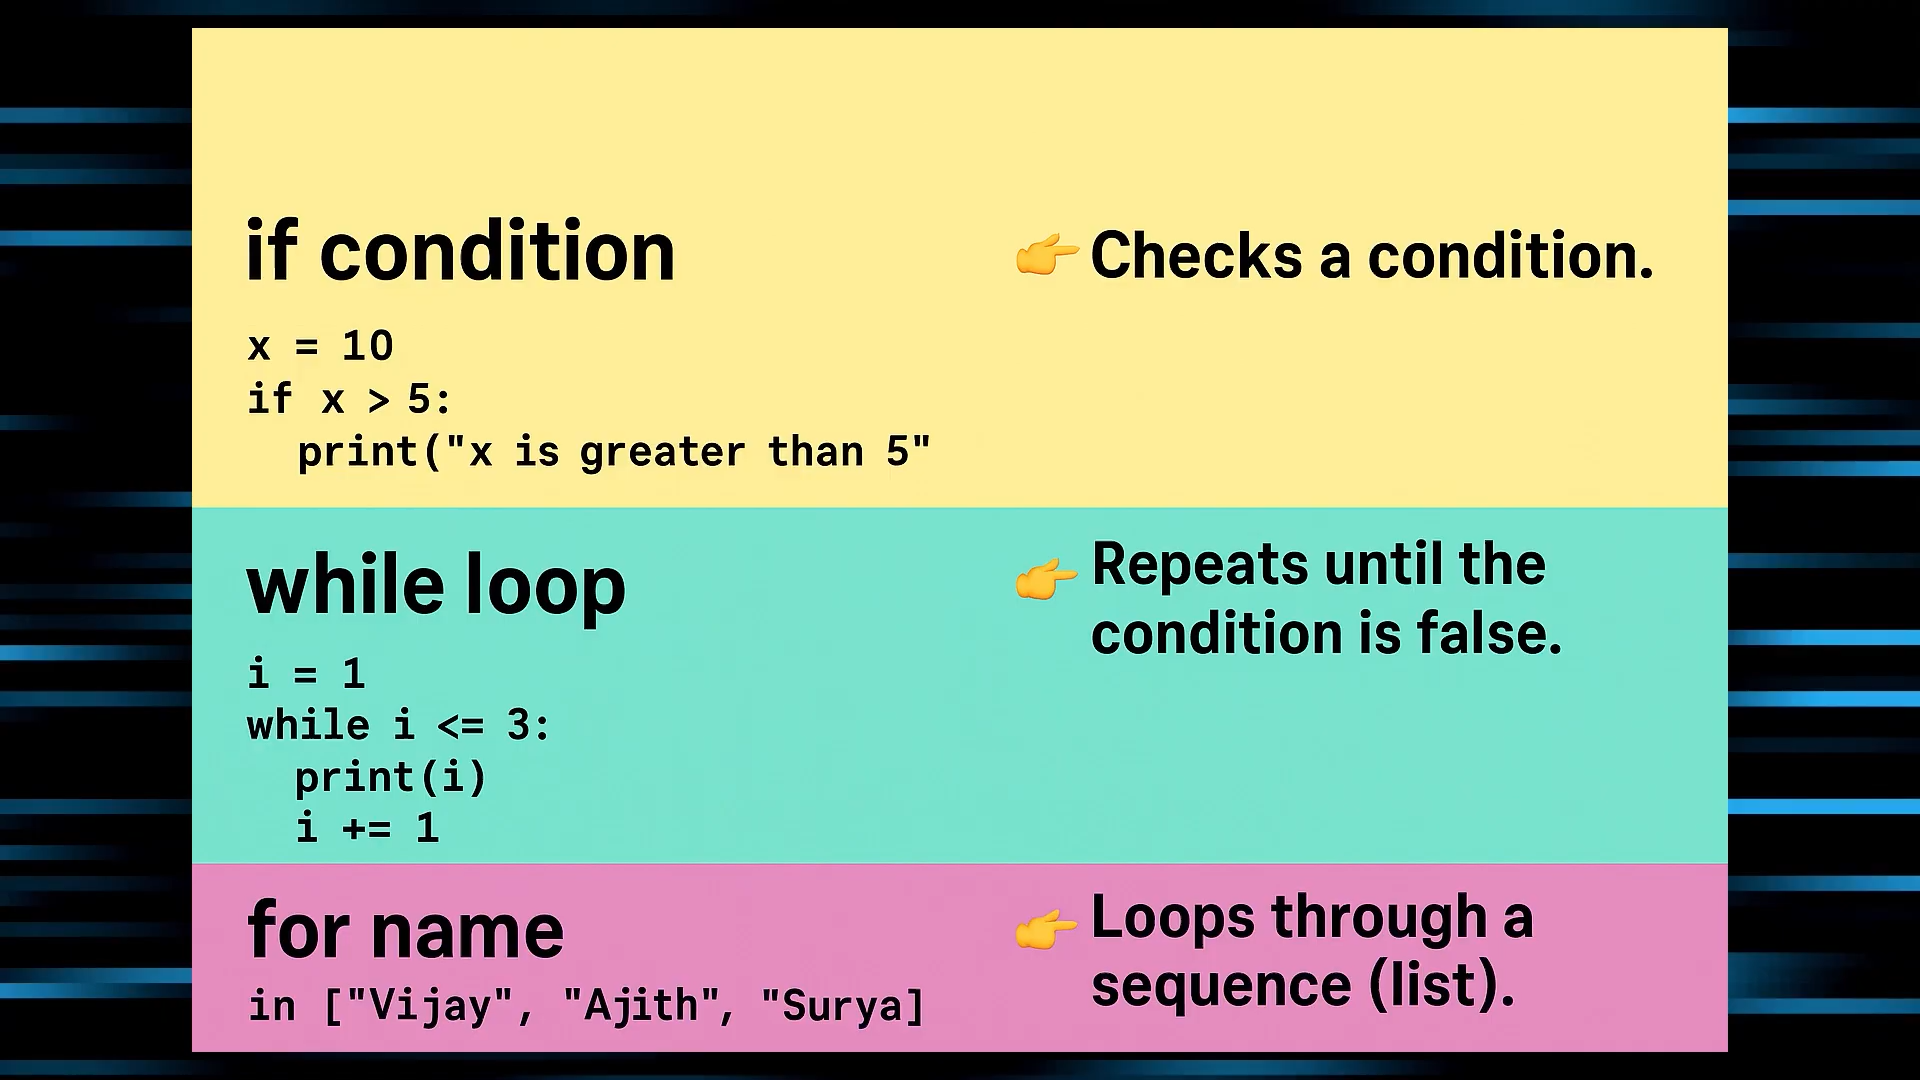 if condition
👉 Checks a condition.
x = 10
if x > 5:
print("x is greater than 5"
while loop
👉 Repeats until the
condition is false.
i = 1
while i <= 3:
print(i)
i += 1
for name
in ["Vijay", "Ajith", "Surya]
👉 Loops through a
sequence (list).